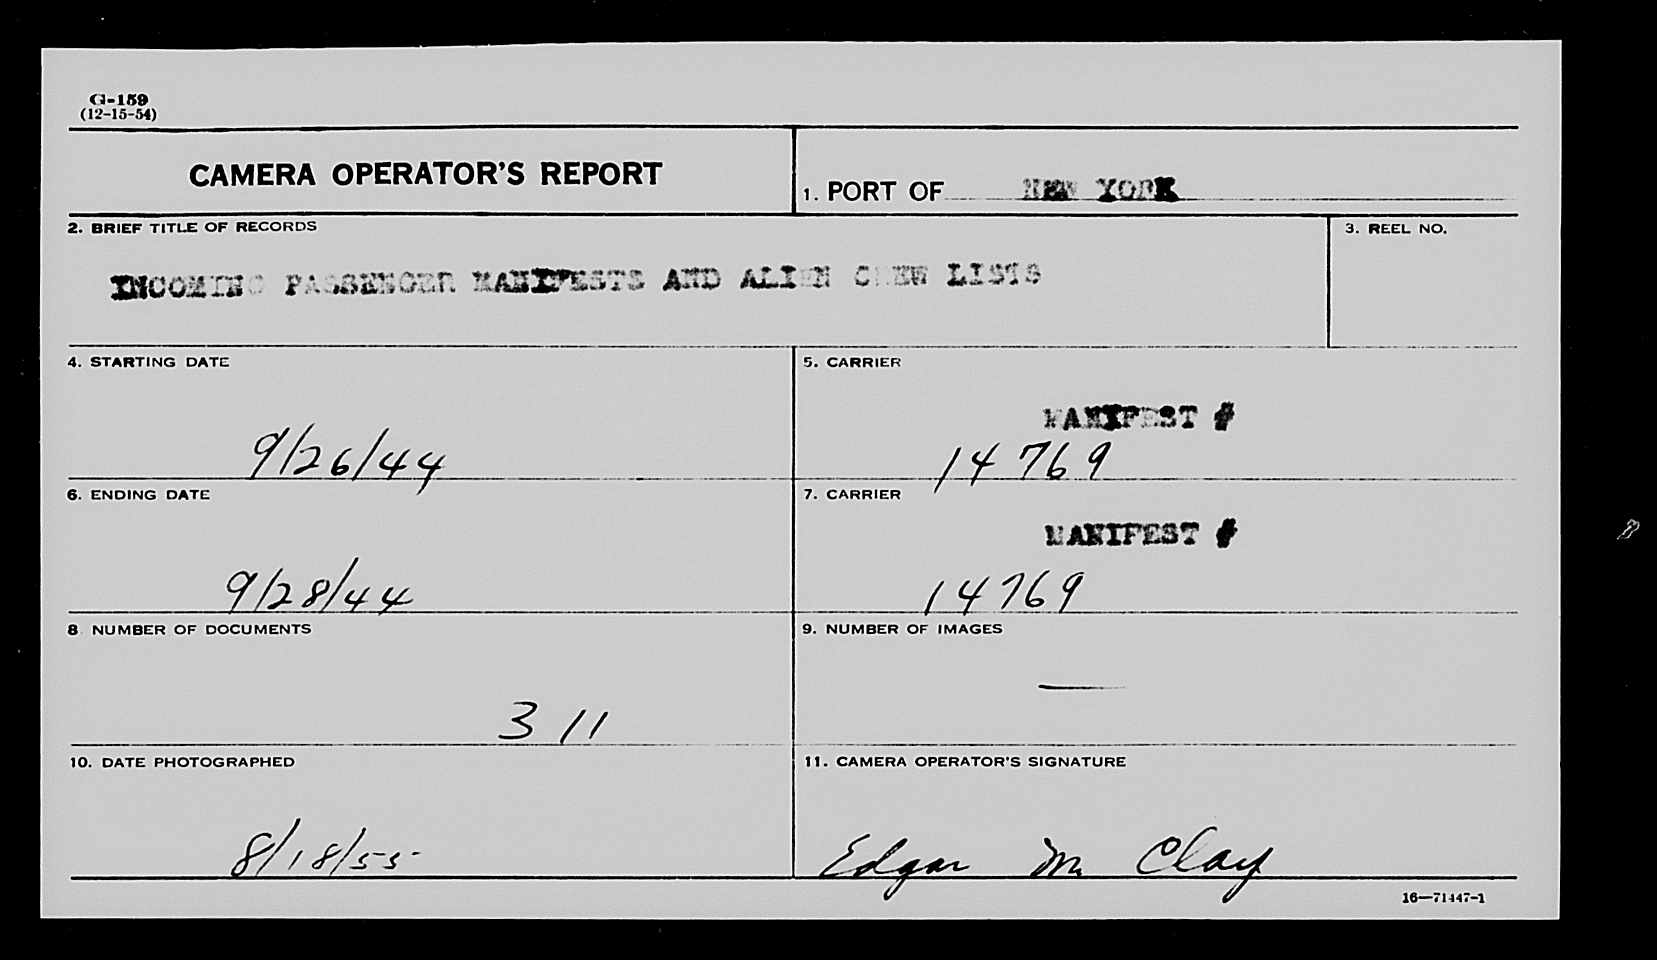 G-159
(12-15-54)
CAMERA OPERATOR'S REPORT
1. PORT OF NEW YORK
2. BRIEF TITLE OF RECORDS
3. REEL NO.
INCOMING PASSENGER MANIFESTS AND ALIEN CREW LISTS
4. STARTING DATE
5. CARRIER
MANIFEST #
9/26/44
14769
6. ENDING DATE
7. CARRIER
MANIFEST #
9/28/44
14769
8 NUMBER OF DOCUMENTS
9. NUMBER OF IMAGES
—
311
10. DATE PHOTOGRAPHED
11. CAMERA OPERATOR'S SIGNATURE
8/18/55
Edgar M Clay
16—71447-1